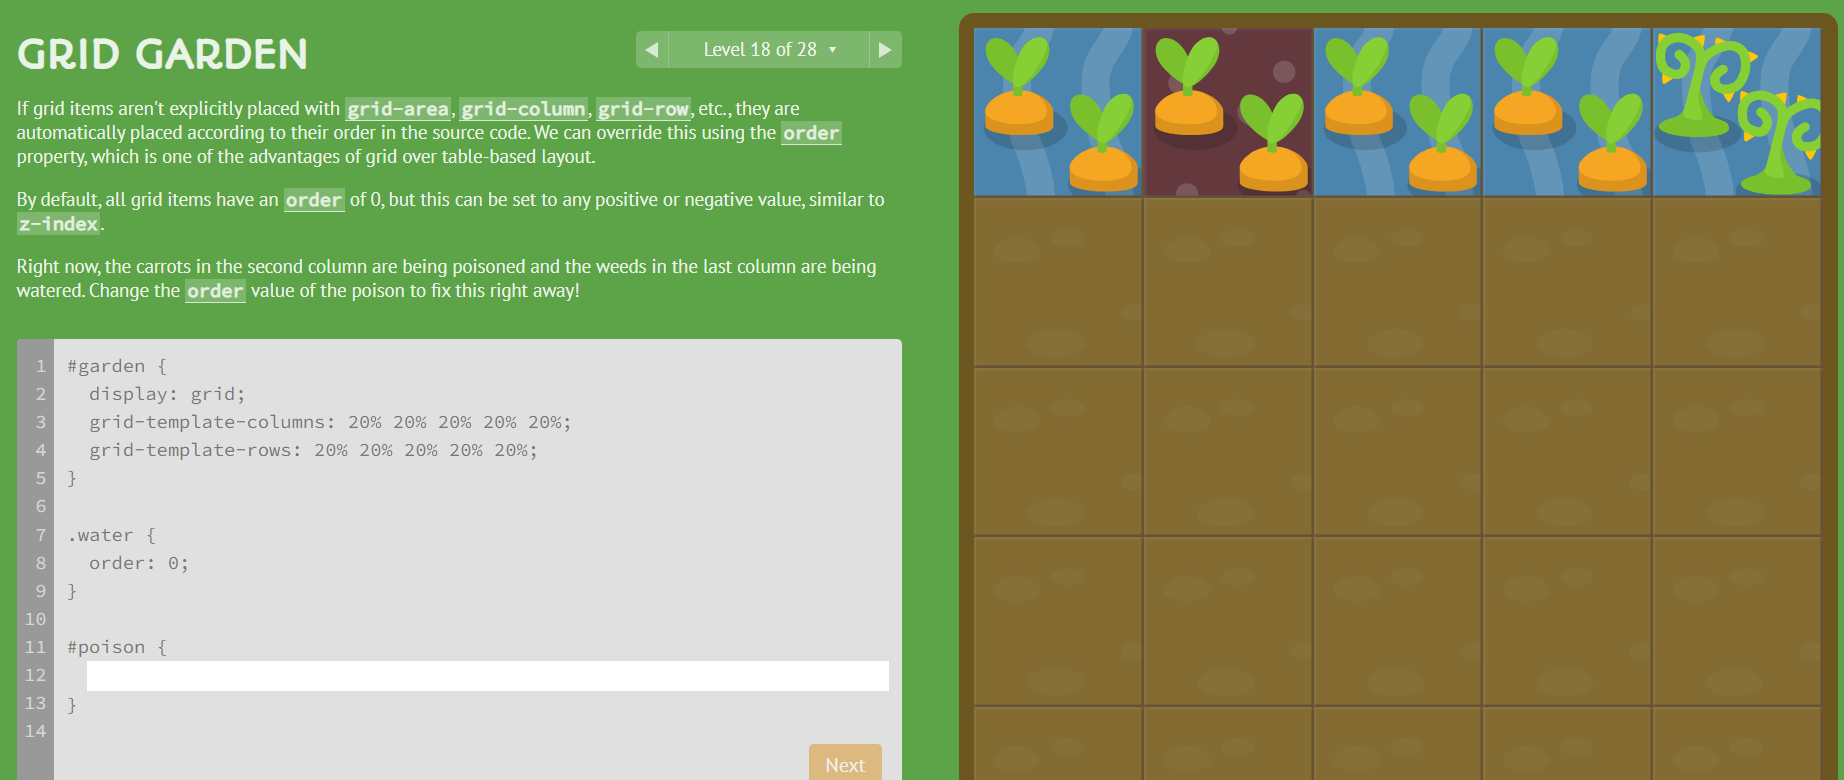 GRID GARDEN
◀ Level 18 of 28 ▼ ▶
If grid items aren't explicitly placed with grid-area, grid-column, grid-row, etc., they are
automatically placed according to their order in the source code. We can override this using the order
property, which is one of the advantages of grid over table-based layout.
By default, all grid items have an order of 0, but this can be set to any positive or negative value, similar to
z-index.
Right now, the carrots in the second column are being poisoned and the weeds in the last column are being
watered. Change the order value of the poison to fix this right away!
1 #garden {
2   display: grid;
3   grid-template-columns: 20% 20% 20% 20% 20%;
4   grid-template-rows: 20% 20% 20% 20% 20%;
5 }
6
7 .water {
8   order: 0;
9 }
10
11 #poison {
12
13 }
14
Next